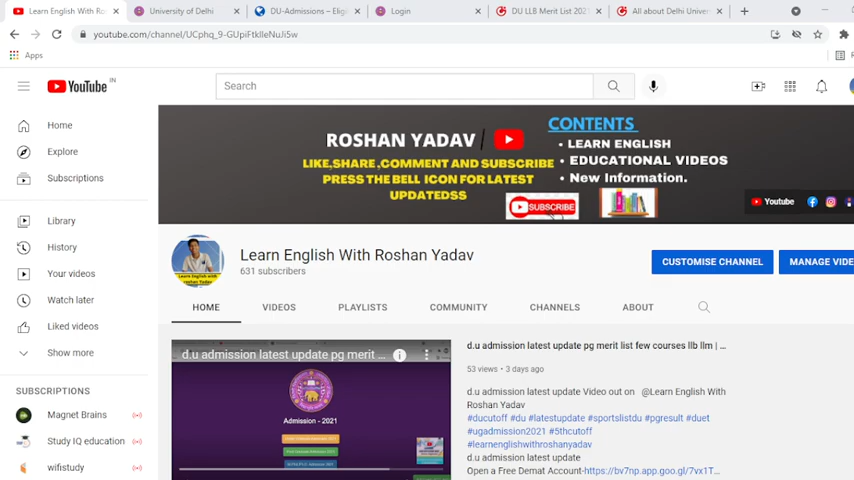 Learn English With Ro
University of Delhi
DU-Admissions – Elig
Login
DU LLB Merit List 2021
All about Delhi Univer
youtube.com/channel/UCphq_9-GUpiFtklleNuJi5w
Apps
YouTube IN
Search
Home
Explore
Subscriptions
Library
History
Your videos
Watch later
Liked videos
Show more
SUBSCRIPTIONS
Magnet Brains
Study IQ education
wifistudy
ROSHAN YADAV
LIKE,SHARE ,COMMENT AND SUBSCRIBE
PRESS THE BELL ICON FOR LATEST
UPDATEDSS
CONTENTS
• LEARN ENGLISH
• EDUCATIONAL VIDEOS
• New Information.
SUBSCRIBE
Youtube
Learn English with
roshan Yadav
Learn English With Roshan Yadav
631 subscribers
CUSTOMISE CHANNEL
MANAGE VIDE
HOME
VIDEOS
PLAYLISTS
COMMUNITY
CHANNELS
ABOUT
d.u admission latest update pg merit ...
Admission - 2021
d.u admission latest update pg merit list few courses llb llm | ...
53 views • 3 days ago
d.u admission latest update Video out on @Learn English With
Roshan Yadav
#ducutoff #du #latestupdate #sportslistdu #pgresult #duet
#ugadmission2021 #5thcutoff
#learnenglishwithroshanyadav
d.u admission latest update
Open a Free Demat Account-https://bv7np.app.goo.gl/7vx1T...